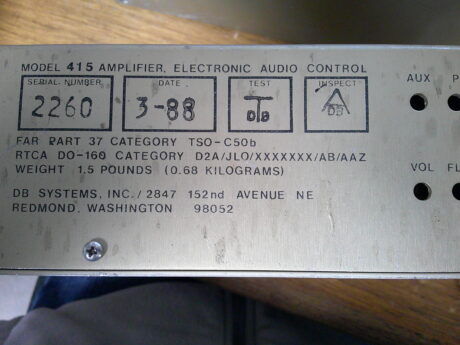 MODEL 415 AMPLIFIER, ELECTRONIC AUDIO CONTROL
SERIAL NUMBER DATE TEST INSPECT
2260 3-88 DB
AUX
FAR PART 37 CATEGORY TSO-C50b
RTCA DO-160 CATEGORY D2A/JLO/XXXXXXX/AB/AAZ
WEIGHT 1.5 POUNDS (0.68 KILOGRAMS)
VOL
DB SYSTEMS, INC./2847 152nd AVENUE NE
REDMOND, WASHINGTON 98052